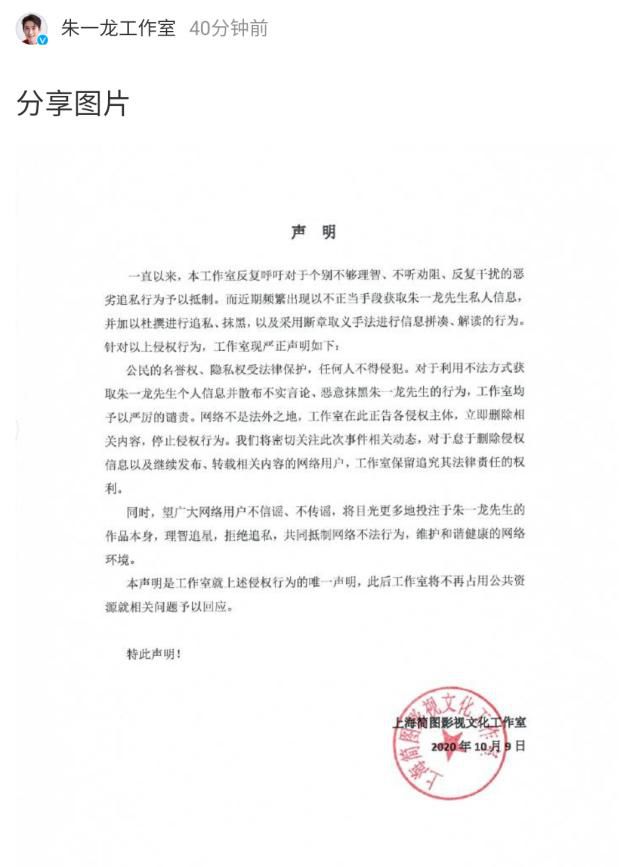 朱一龙工作室 40分钟前
分享图片
声 明
一直以来，本工作室反复呼吁对于个别不够理智、不听劝阻、反复干扰的恶
劣追私行为予以抵制。而近期频繁出现以不正当手段获取朱一龙先生私人信息，
并加以杜撰进行追私、抹黑，以及采用断章取义手法进行信息拼凑、解读的行为。
针对以上侵权行为，工作室现严正声明如下：
公民的名誉权、隐私权受法律保护，任何人不得侵犯。对于利用不法方式获
取朱一龙先生个人信息并散布不实言论、恶意抹黑朱一龙先生的行为，工作室均
予以严厉的谴责。网络不是法外之地，工作室在此正告各侵权主体，立即删除相
关内容，停止侵权行为。我们将密切关注此次事件相关动态，对于怠于删除侵权
信息以及继续发布、转载相关内容的网络用户，工作室保留追究其法律责任的权
利。
同时，望广大网络用户不信谣、不传谣，将目光更多地投注于朱一龙先生的
作品本身，理智追星，拒绝追私，共同抵制网络不法行为，维护和谐健康的网络
环境。
本声明是工作室就上述侵权行为的唯一声明，此后工作室将不再占用公共资
源就相关问题予以回应。
特此声明！
上海简图影视文化工作室
2020 年 10 月 9 日
上海简图影视文化工作室